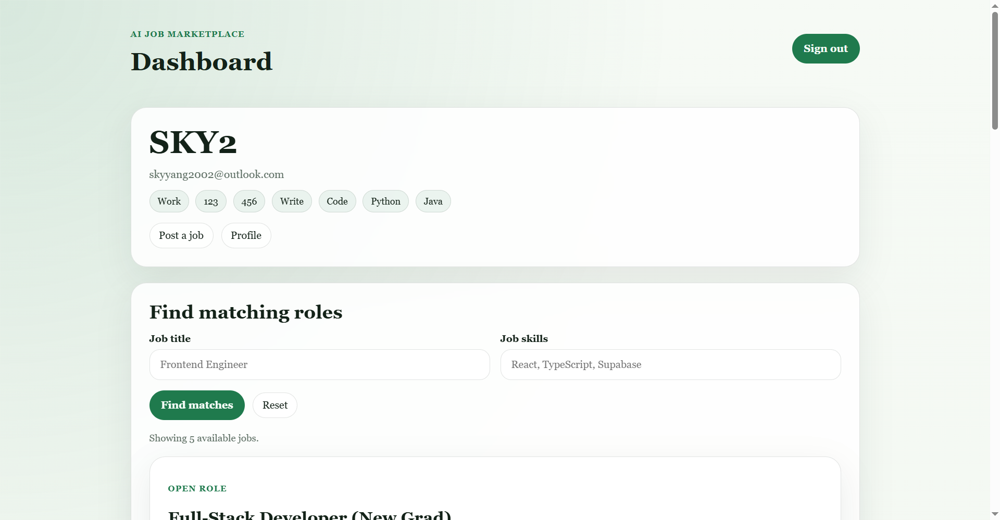 AI JOB MARKETPLACE
Dashboard
Sign out
SKY2
skyyang2002@outlook.com
Work 123 456 Write Code Python Java
Post a job Profile
Find matching roles
Job title Job skills
Frontend Engineer React, TypeScript, Supabase
Find matches Reset
Showing 5 available jobs.
OPEN ROLE
Full-Stack Developer (New Grad)